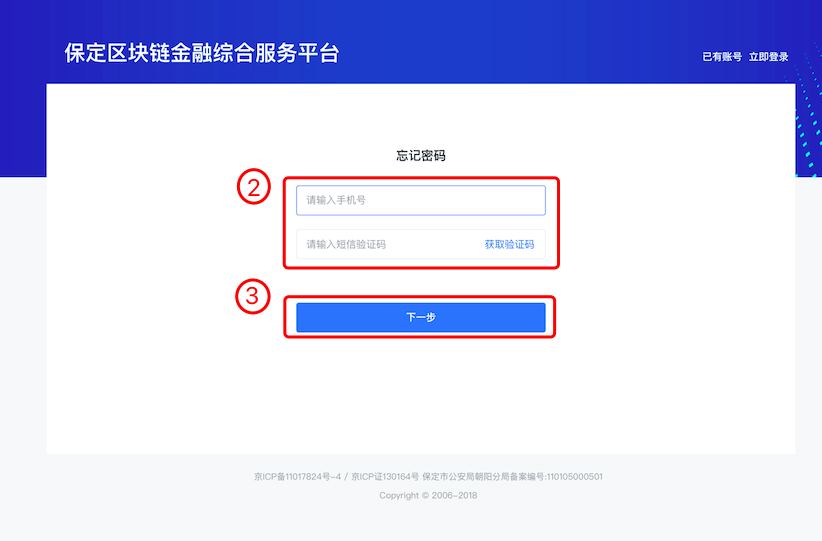 保定区块链金融综合服务平台
已有账号 立即登录
忘记密码
②
请输入手机号
请输入短信验证码 获取验证码
③
下一步
京ICP备11017824号-4 / 京ICP证130164号 保定市公安局朝阳分局备案编号:110105000501
Copyright © 2006-2018